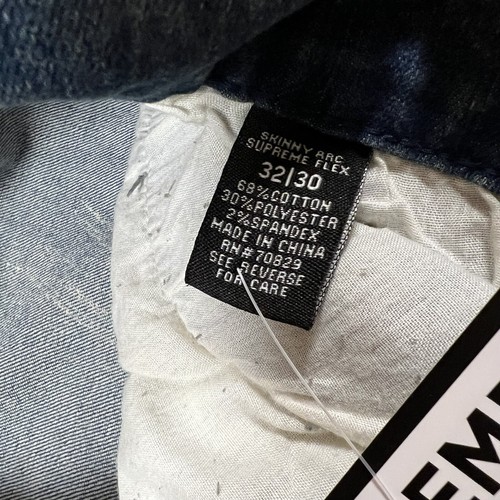 SKINNY ARC
SUPREME FLEX
32|30
68%COTTON
30%POLYESTER
2%SPANDEX
MADE IN CHINA
RN#70829
SEE REVERSE
FOR CARE